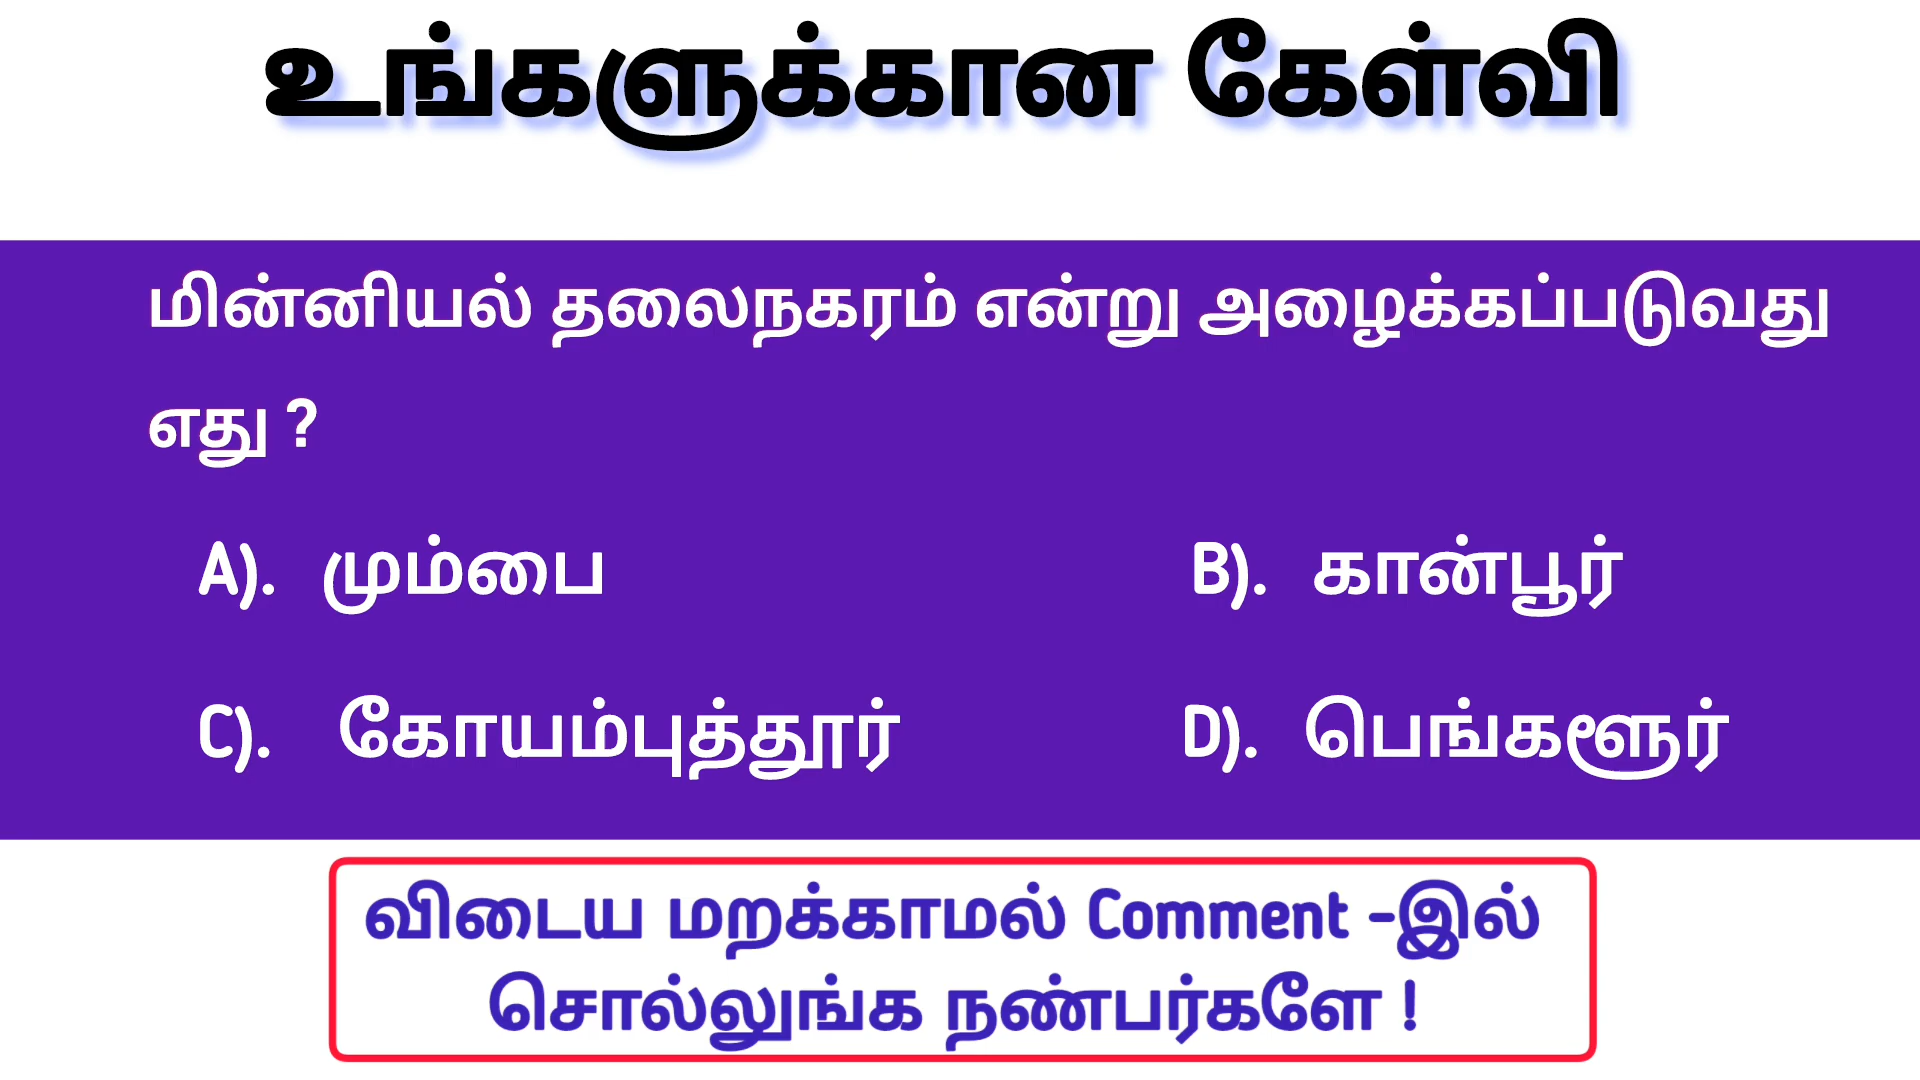 உங்களுக்கான கேள்வி
மின்னியல் தலைநகரம் என்று அழைக்கப்படுவது
எது ?
A). மும்பை B). கான்பூர்
C). கோயம்புத்தூர் D). பெங்களூர்
விடைய மறக்காமல் Comment -இல்
சொல்லுங்க நண்பர்களே !